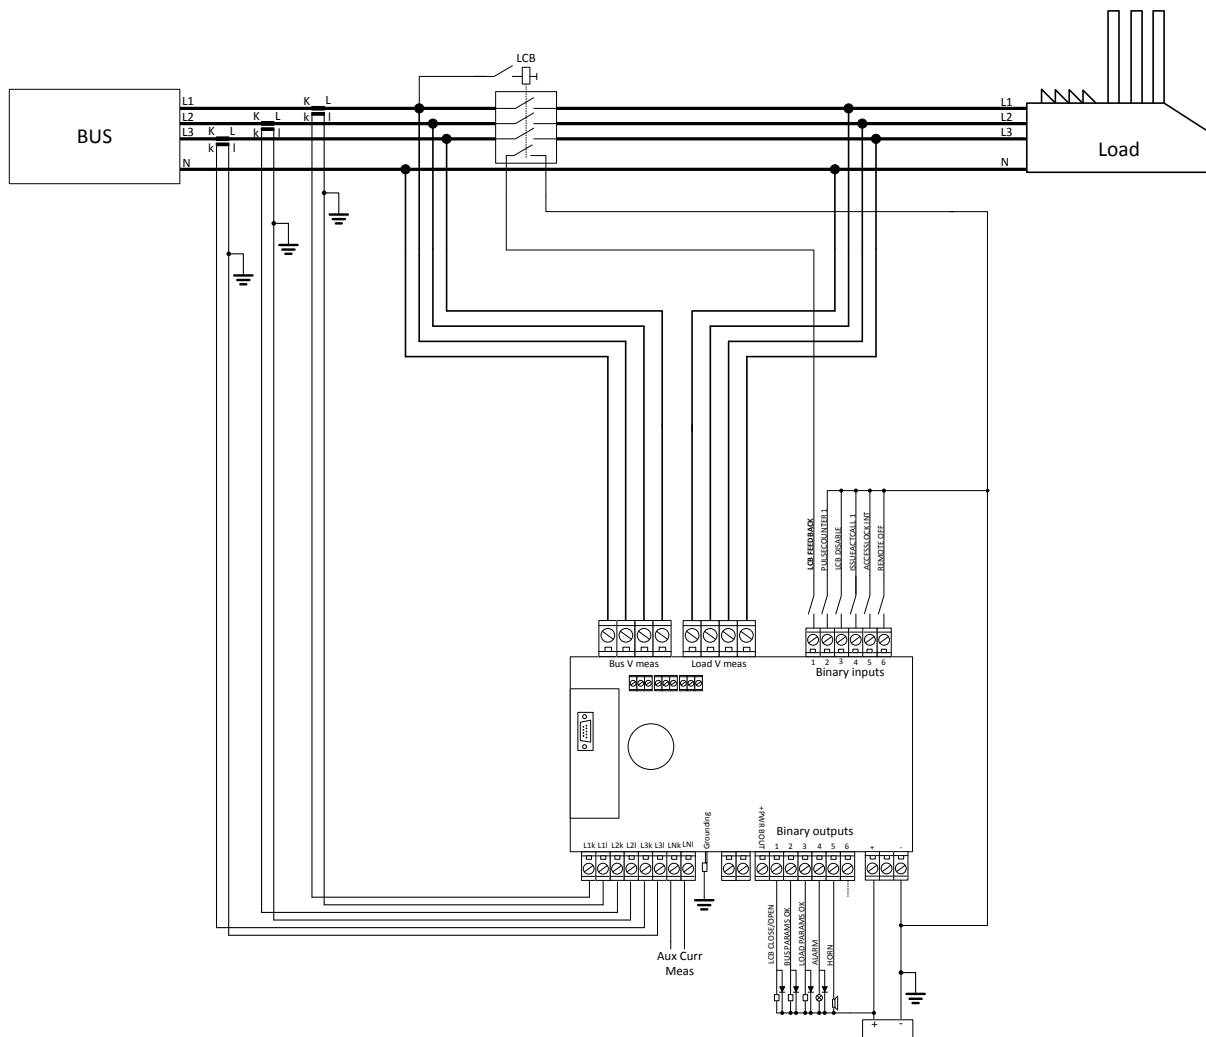 LCB
BUS
L1
L2
L3
N
K L
k l
K L
k l
K L
k l
L1
L2
L3
N
Load
LCB FEEDBACK
PULSECOUNTER 1
LCB DISABLE
ISSUEACTCALL 1
ACCESSLOCK INT
REMOTE OFF
Bus V meas
Load V meas
1 2 3 4 5 6
Binary inputs
+PWR BOUT
Binary outputs
1 2 3 4 5 6
+ -
L1k L1l L2k L2l L3k L3l LNk LNl
Grounding
Aux Curr
Meas
LCB CLOSE/OPEN
BUS PARAMS OK
LOAD PARAMS OK
ALARM
HORN
+ -